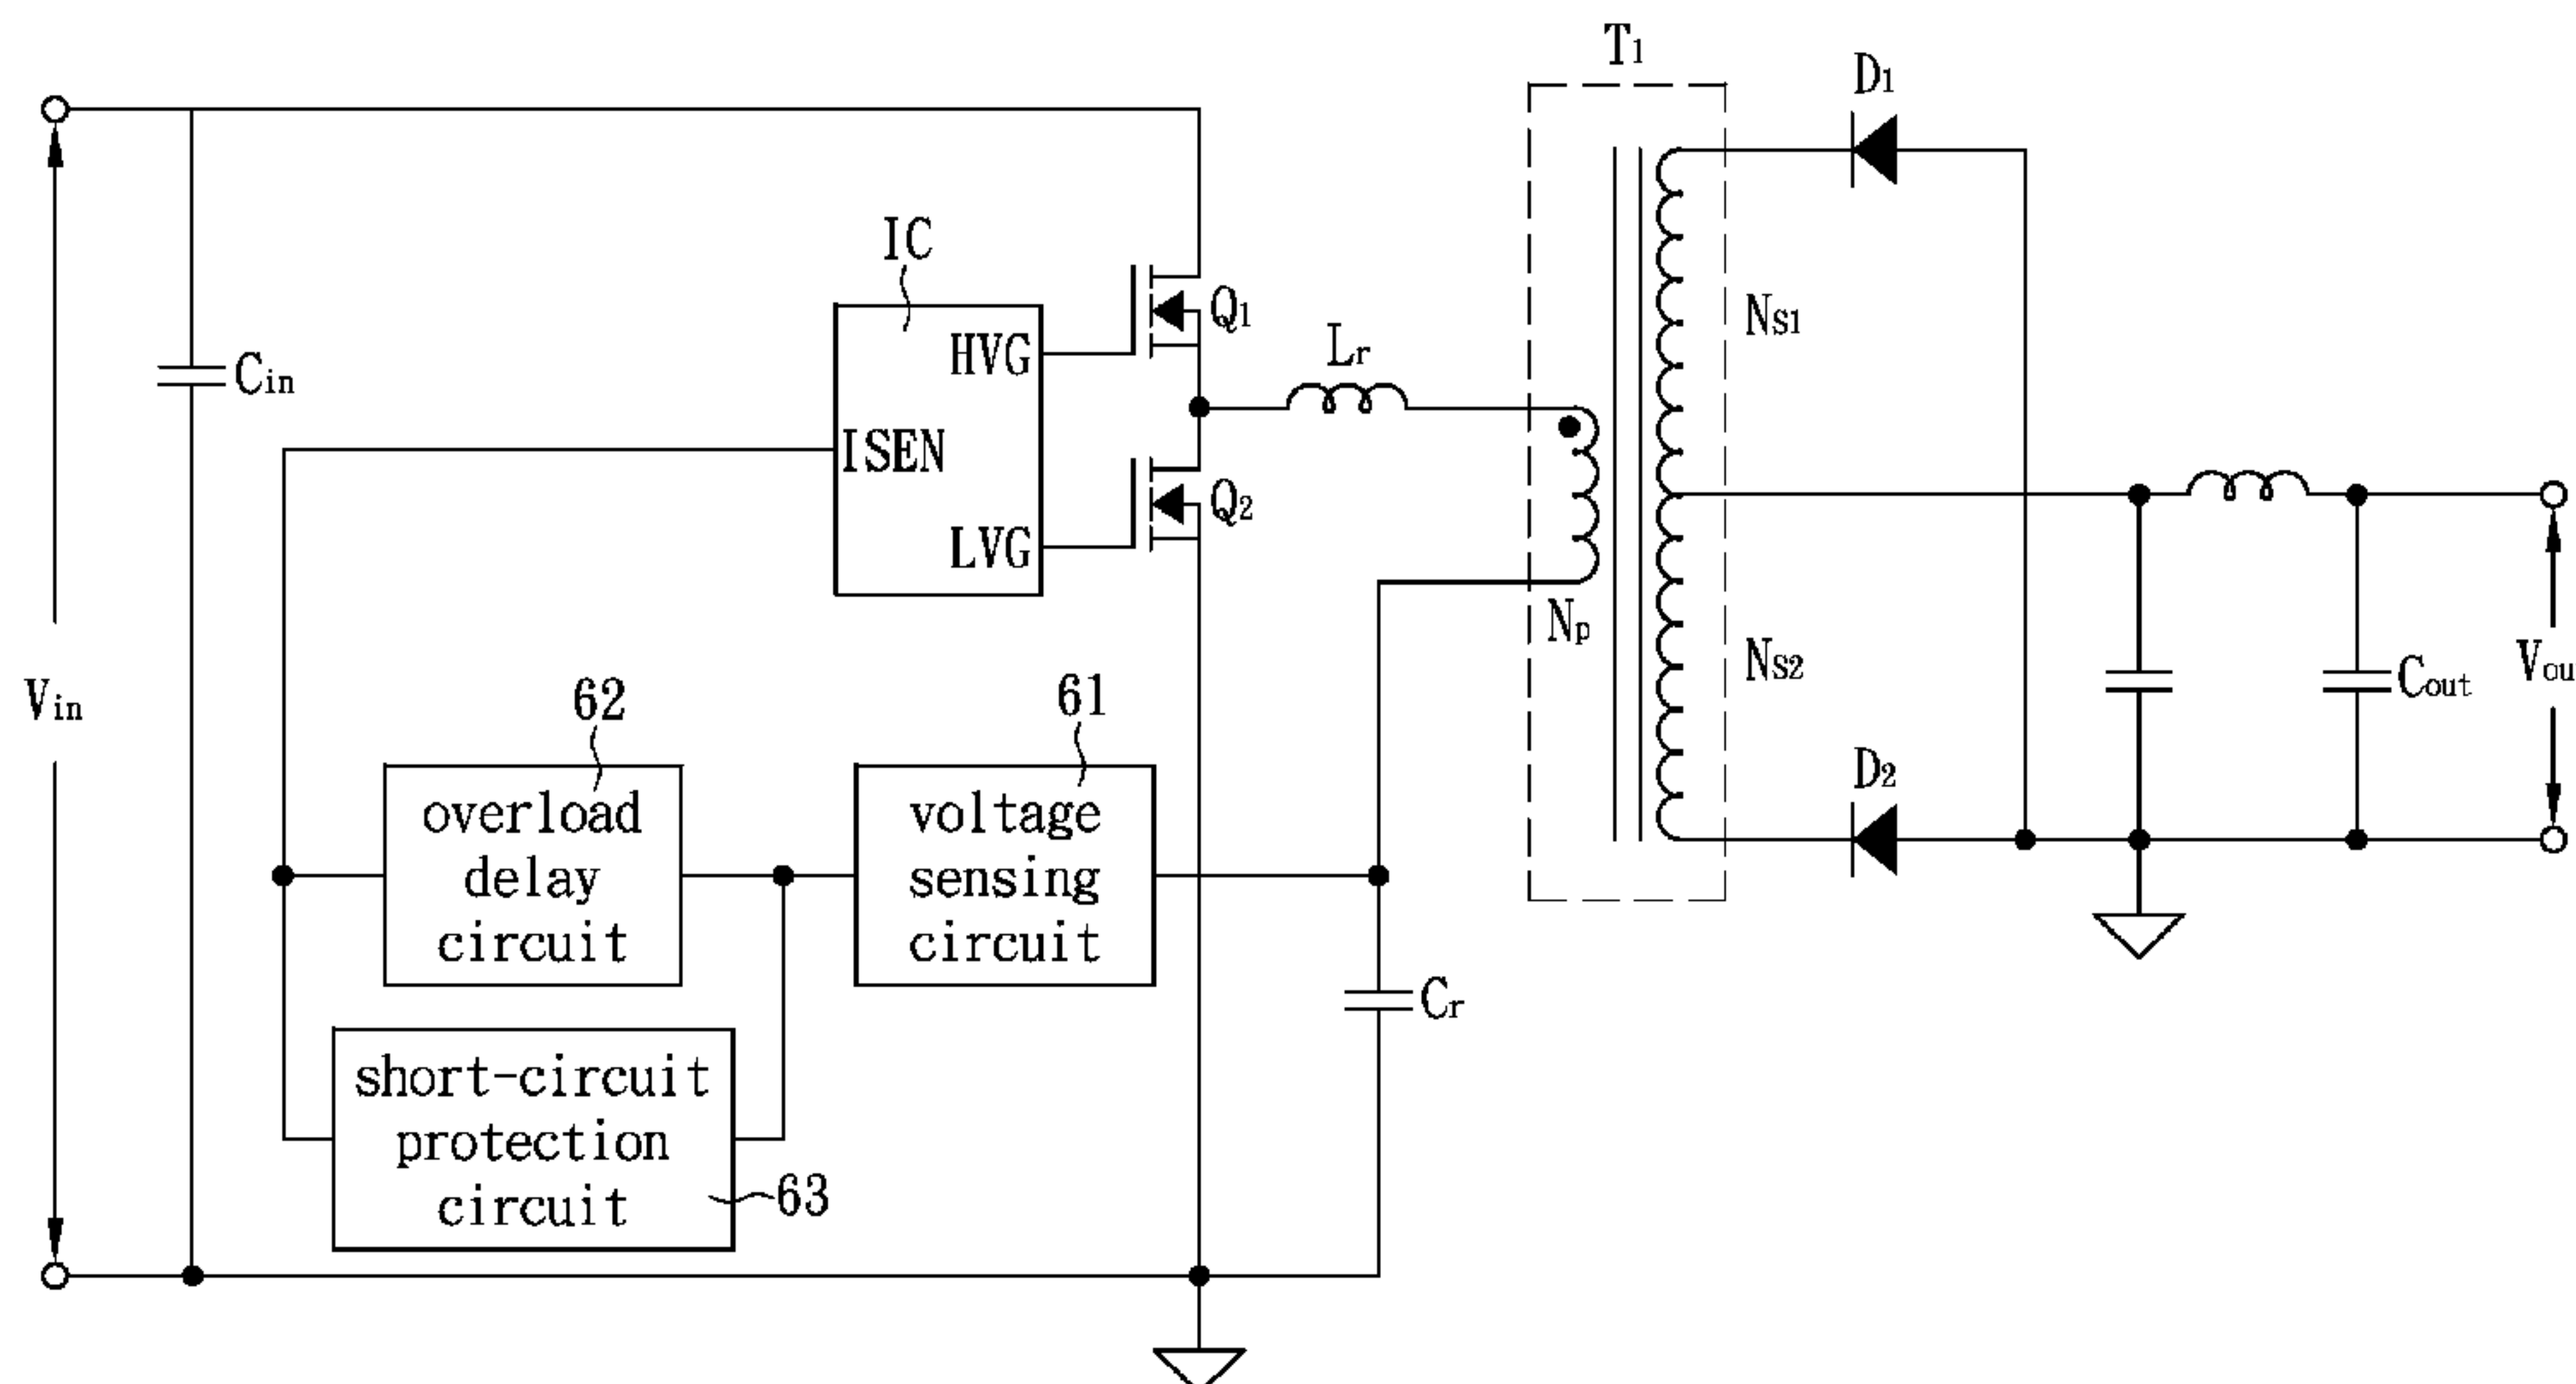 T1
D1
IC
HVG
Q1
Cin
Lr
NS1
ISEN
Q2
LVG
Np
Vin
NS2
Cout
Vou
62
61
D2
overload
delay
circuit
voltage
sensing
circuit
Cr
short-circuit
protection
circuit
63